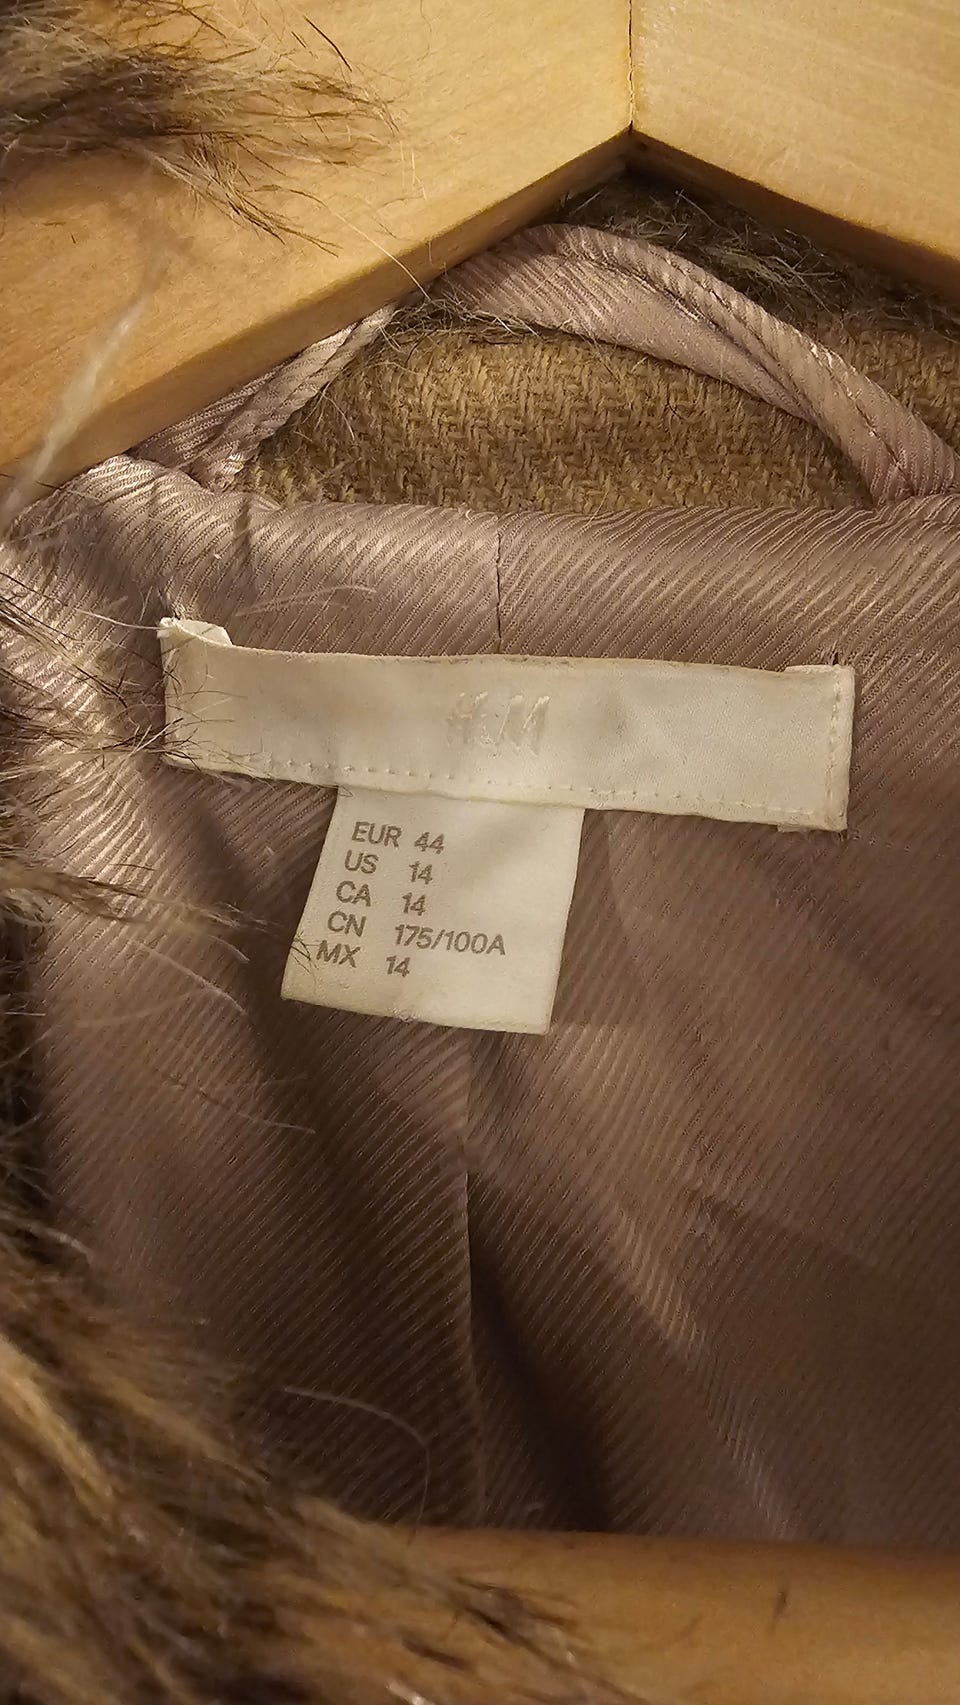 H&M
EUR 44
US 14
CA 14
CN 175/100A
MX 14